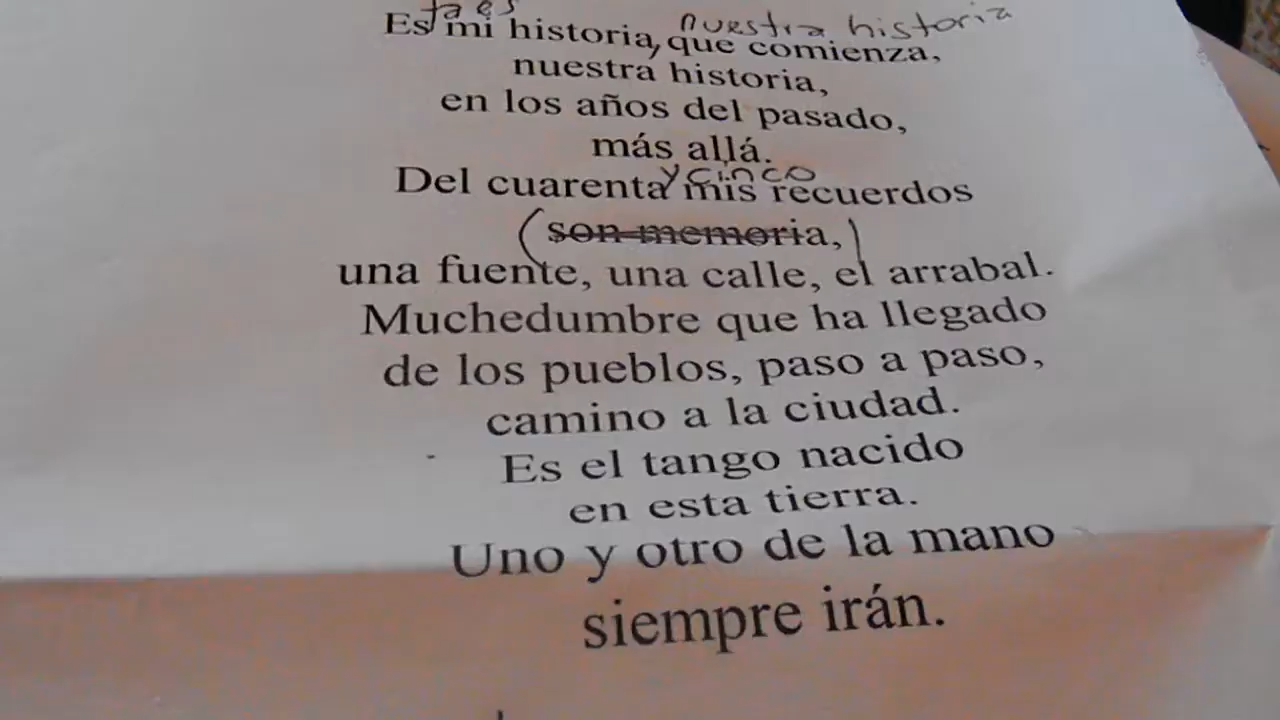 ta es nuestra historia
Es mi historia, que comienza,
nuestra historia,
en los años del pasado,
más allá.
y cinco
Del cuarenta mis recuerdos
(son memoria,)
una fuente, una calle, el arrabal.
Muchedumbre que ha llegado
de los pueblos, paso a paso,
camino a la ciudad.
Es el tango nacido
en esta tierra.
Uno y otro de la mano
siempre irán.